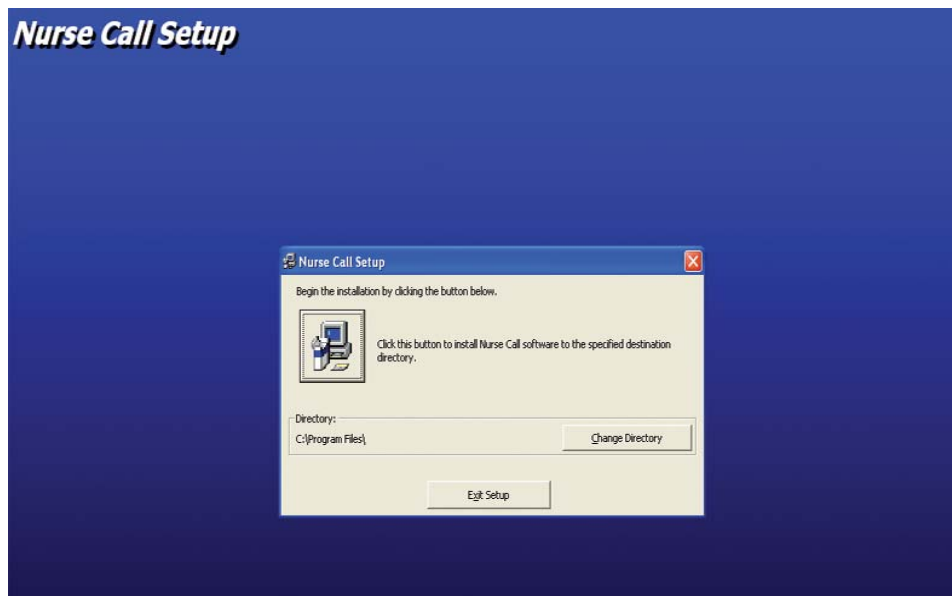 Nurse Call Setup
Nurse Call Setup
Begin the installation by clicking the button below.
Click this button to install Nurse Call software to the specified destination
directory.
Directory:
C:\Program Files\
Change Directory
Exit Setup